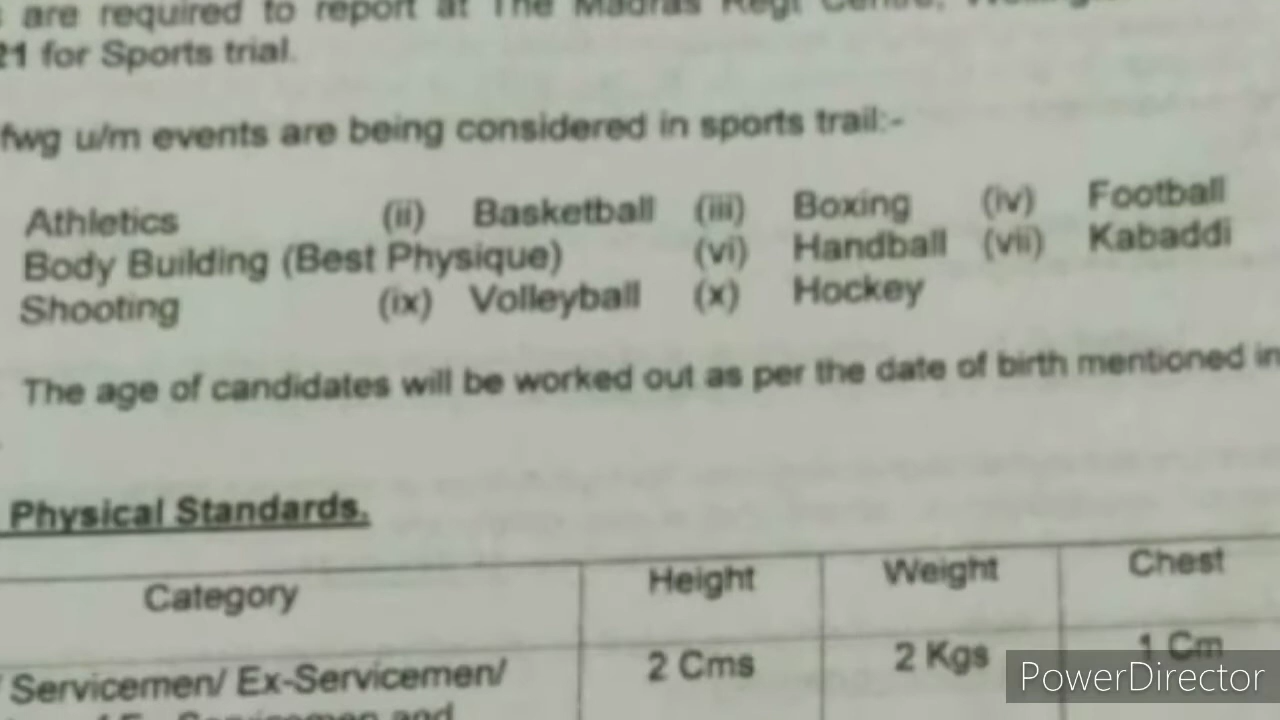 are required to report at The Madras Regt Centre,
21 for Sports trial.
fwg u/m events are being considered in sports trail:-
Athletics (ii) Basketball (iii) Boxing (iv) Football
Body Building (Best Physique) (vi) Handball (vii) Kabaddi
Shooting (ix) Volleyball (x) Hockey
The age of candidates will be worked out as per the date of birth mentioned in
Physical Standards.
Category Height Weight Chest
Servicemen/ Ex-Servicemen/ 2 Cms 2 Kgs 1 Cm
and
PowerDirector